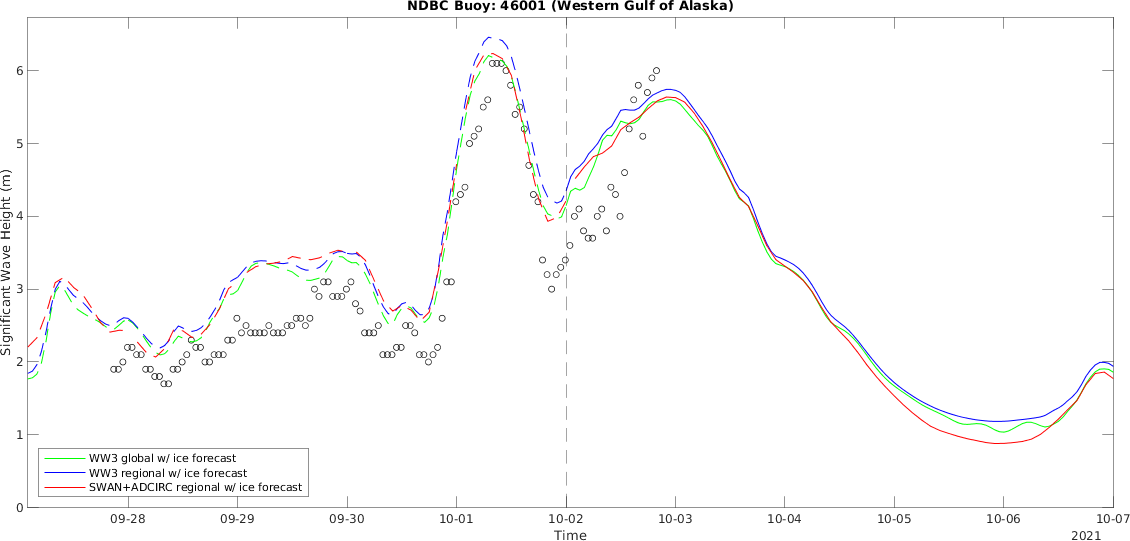 NDBC Buoy: 46001 (Western Gulf of Alaska)
Significant Wave Height (m)
6
5
4
3
2
1
0
WW3 global w/ ice forecast
WW3 regional w/ ice forecast
SWAN+ADCIRC regional w/ ice forecast
09-28 09-29 09-30 10-01 10-02 10-03 10-04 10-05 10-06 10-07
Time
2021